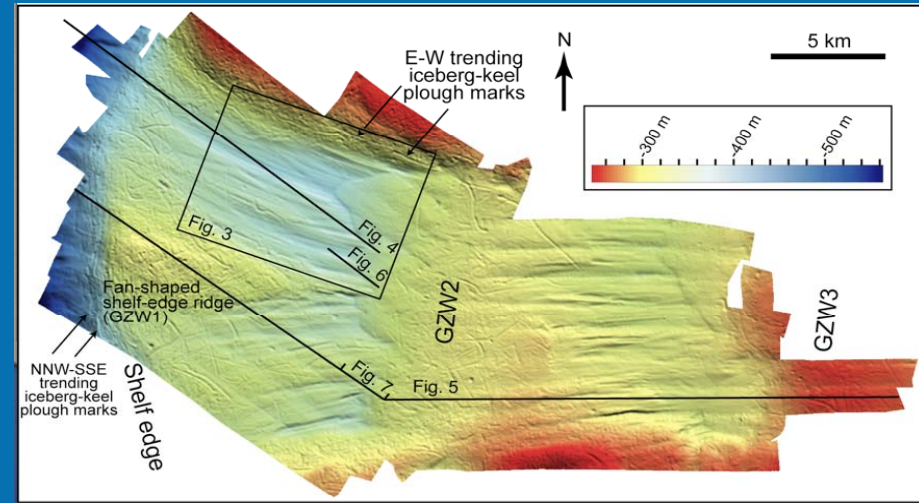 E-W trending
iceberg-keel
plough marks
N
5 km
-300 m
-400 m
-500 m
Fig. 3
Fig. 4
Fig. 6
Fan-shaped
shelf-edge ridge
(GZW1)
GZW2
GZW3
NNW-SSE
trending
iceberg-keel
plough marks
Shelf edge
Fig. 7
Fig. 5